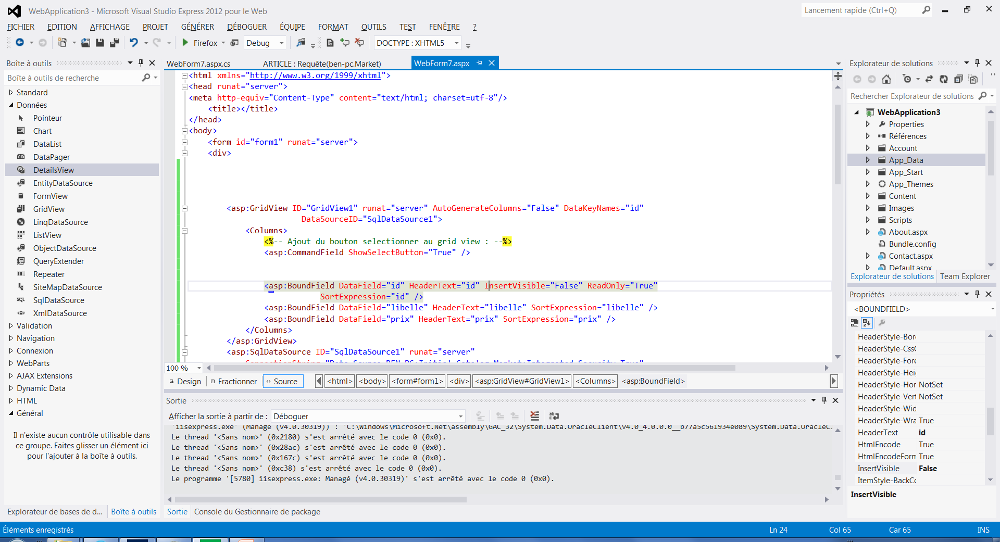 WebApplication3 - Microsoft Visual Studio Express 2012 pour le Web
Lancement rapide (Ctrl+Q)
FICHIER EDITION AFFICHAGE PROJET GÉNÉRER DÉBOGUER ÉQUIPE FORMAT OUTILS TEST FENÊTRE ?
Firefox Debug DOCTYPE : XHTML5
Boîte à outils
Boîte à outils de recherche
Standard
Données
Pointeur
Chart
DataList
DataPager
DetailsView
EntityDataSource
FormView
GridView
LinqDataSource
ListView
ObjectDataSource
QueryExtender
Repeater
SiteMapDataSource
SqlDataSource
XmlDataSource
Validation
Navigation
Connexion
WebParts
AJAX Extensions
Dynamic Data
HTML
Général
Il n'existe aucun contrôle utilisable dans
ce groupe. Faites glisser un élément ici
pour l'ajouter à la boîte à outils.
Explorateur de bases de d... Boîte à outils
WebForm7.aspx.cs ARTICLE : Requête(ben-pc.Market) WebForm7.aspx
<html xmlns="http://www.w3.org/1999/xhtml">
<head runat="server">
<meta http-equiv="Content-Type" content="text/html; charset=utf-8"/>
<title></title>
</head>
<body>
<form id="form1" runat="server">
<div>
<asp:GridView ID="GridView1" runat="server" AutoGenerateColumns="False" DataKeyNames="id"
DataSourceID="SqlDataSource1">
<Columns>
<%-- Ajout du bouton selectionner au grid view : --%>
<asp:CommandField ShowSelectButton="True" />
<asp:BoundField DataField="id" HeaderText="id" InsertVisible="False" ReadOnly="True"
SortExpression="id" />
<asp:BoundField DataField="libelle" HeaderText="libelle" SortExpression="libelle" />
<asp:BoundField DataField="prix" HeaderText="prix" SortExpression="prix" />
</Columns>
</asp:GridView>
<asp:SqlDataSource ID="SqlDataSource1" runat="server"
ConnectionString="Data Source=BEN-PC;Initial Catalog=Market;Integrated Security=True"
100 %
Design Fractionner Source <html> <body> <form#form1> <div> <asp:GridView#GridView1> <Columns> <asp:BoundField>
Sortie
Afficher la sortie à partir de : Déboguer
'iisexpress.exe' (Managé (v4.0.30319)) : 'C:\Windows\Microsoft.Net\assembly\GAC_32\System.Data.OracleClient\v4.0_4.0.0.0__b77a5c561934e089\System.Data.OracleCl
Le thread '<Sans nom>' (0x2180) s'est arrêté avec le code 0 (0x0).
Le thread '<Sans nom>' (0x28ac) s'est arrêté avec le code 0 (0x0).
Le thread '<Sans nom>' (0x167c) s'est arrêté avec le code 0 (0x0).
Le thread '<Sans nom>' (0xc38) s'est arrêté avec le code 0 (0x0).
Le programme '[5780] iisexpress.exe: Managé (v4.0.30319)' s'est arrêté avec le code 0 (0x0).
Sortie Console du Gestionnaire de package
Explorateur de solutions
Rechercher Explorateur de solutions
WebApplication3
Properties
Références
Account
App_Data
App_Start
App_Themes
Content
Images
Scripts
About.aspx
Bundle.config
Contact.aspx
Default.aspx
Explorateur de solutions Team Explorer
Propriétés
<BOUNDFIELD>
HeaderStyle-Bor
HeaderStyle-Css
HeaderStyle-Fore
HeaderStyle-Hei
HeaderStyle-Hor NotSet
HeaderStyle-Vert NotSet
HeaderStyle-Wid
HeaderStyle-Wra True
HeaderText id
HtmlEncode True
HtmlEncodeForm True
InsertVisible False
ItemStyle-BackCo
InsertVisible
Éléments enregistrés Ln 24 Col 65 Car 65 INS